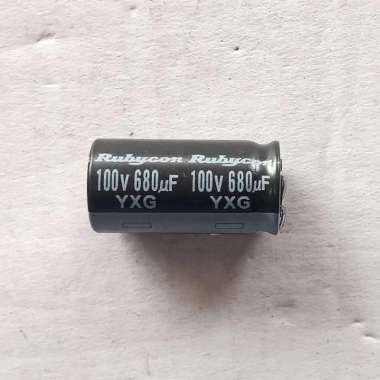 Rubycon Rubycon
100V 680µF 100V 680µF
YXG YXG